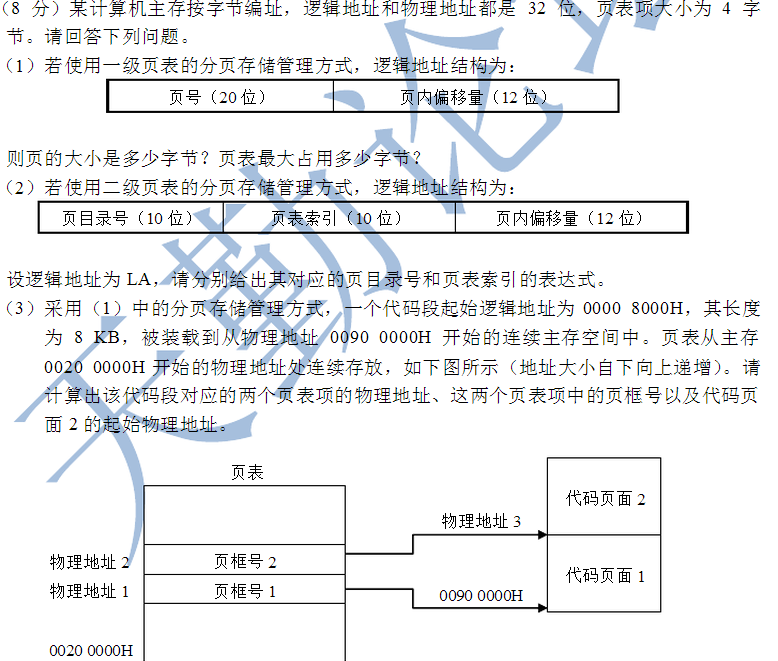 （8 分）某计算机主存按字节编址，逻辑地址和物理地址都是 32 位，页表项大小为 4 字
节。请回答下列问题。
（1）若使用一级页表的分页存储管理方式，逻辑地址结构为：
页号（20 位） 页内偏移量（12 位）
则页的大小是多少字节？页表最大占用多少字节？
（2）若使用二级页表的分页存储管理方式，逻辑地址结构为：
页目录号（10 位） 页表索引（10 位） 页内偏移量（12 位）
设逻辑地址为 LA，请分别给出其对应的页目录号和页表索引的表达式。
（3）采用（1）中的分页存储管理方式，一个代码段起始逻辑地址为 0000 8000H，其长度
为 8 KB，被装载到从物理地址 0090 0000H 开始的连续主存空间中。页表从主存
0020 0000H 开始的物理地址处连续存放，如下图所示（地址大小自下向上递增）。请
计算出该代码段对应的两个页表项的物理地址、这两个页表项中的页框号以及代码页
面 2 的起始物理地址。
页表
代码页面 2
物理地址 3
物理地址 2 页框号 2
代码页面 1
物理地址 1 页框号 1
0090 0000H
0020 0000H
天勤论